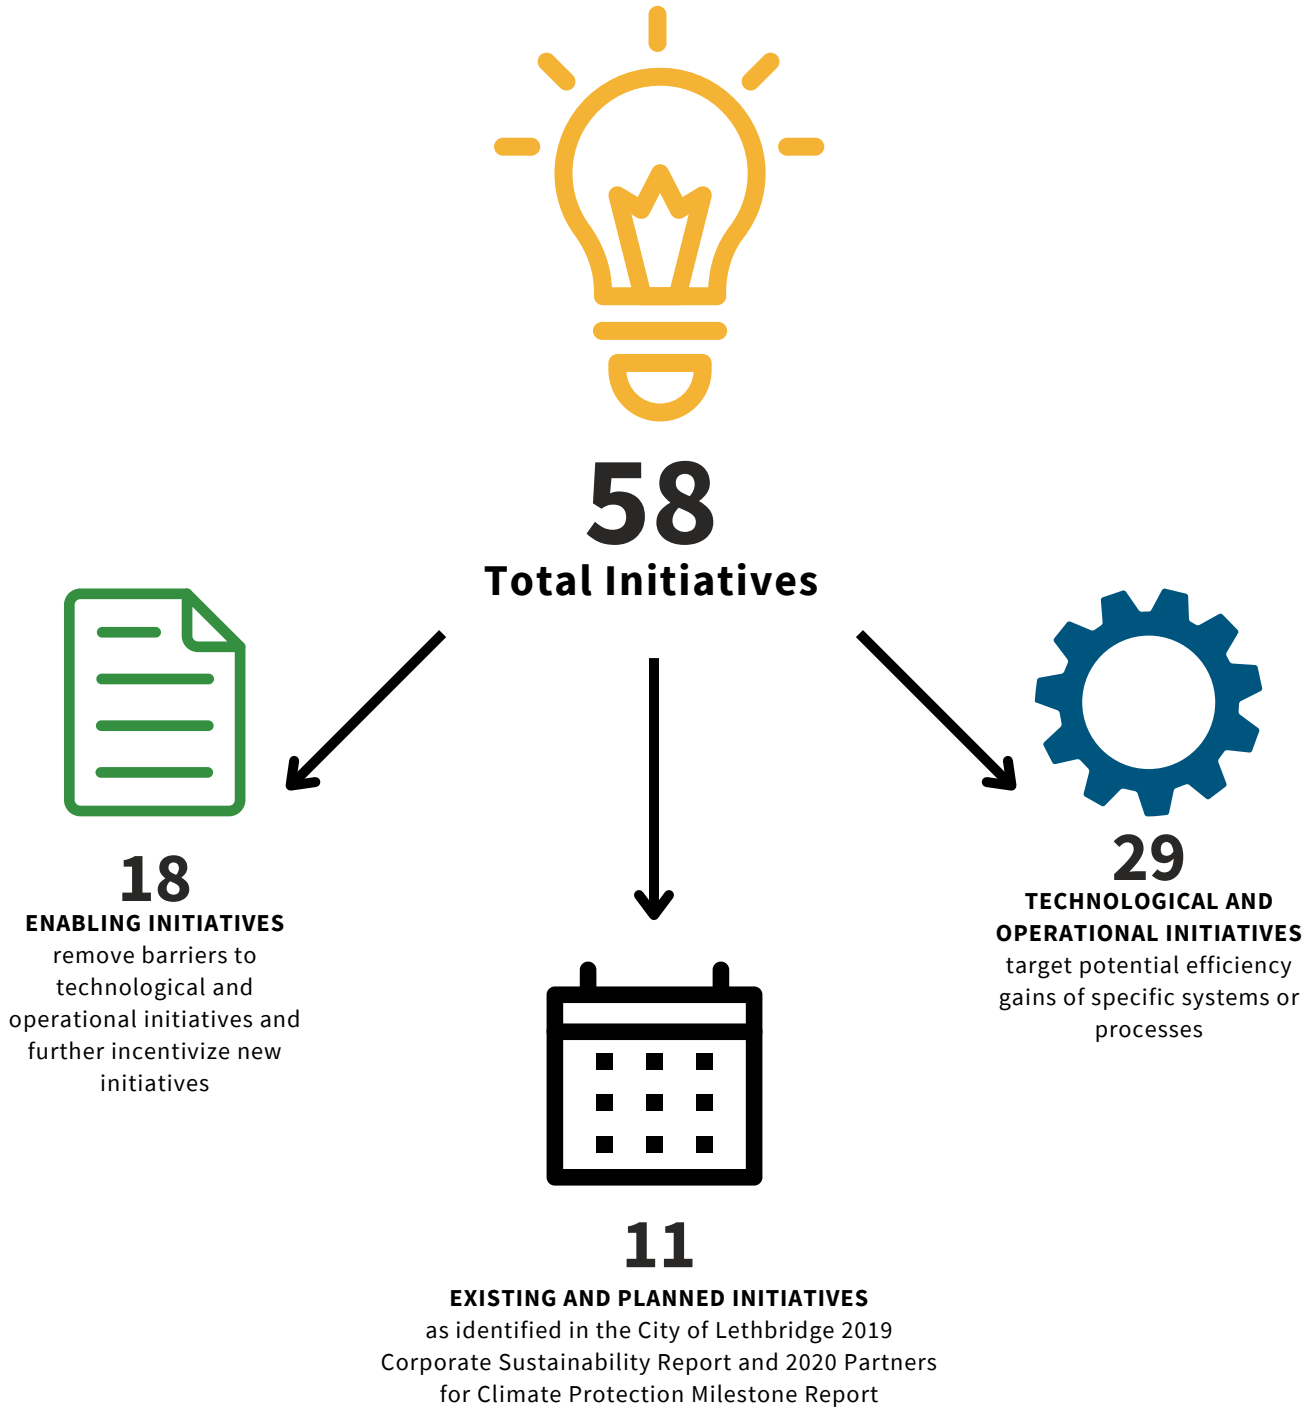 58
Total Initiatives
18
ENABLING INITIATIVES
remove barriers to
technological and
operational initiatives and
further incentivize new
initiatives
11
EXISTING AND PLANNED INITIATIVES
as identified in the City of Lethbridge 2019
Corporate Sustainability Report and 2020 Partners
for Climate Protection Milestone Report
29
TECHNOLOGICAL AND
OPERATIONAL INITIATIVES
target potential efficiency
gains of specific systems or
processes